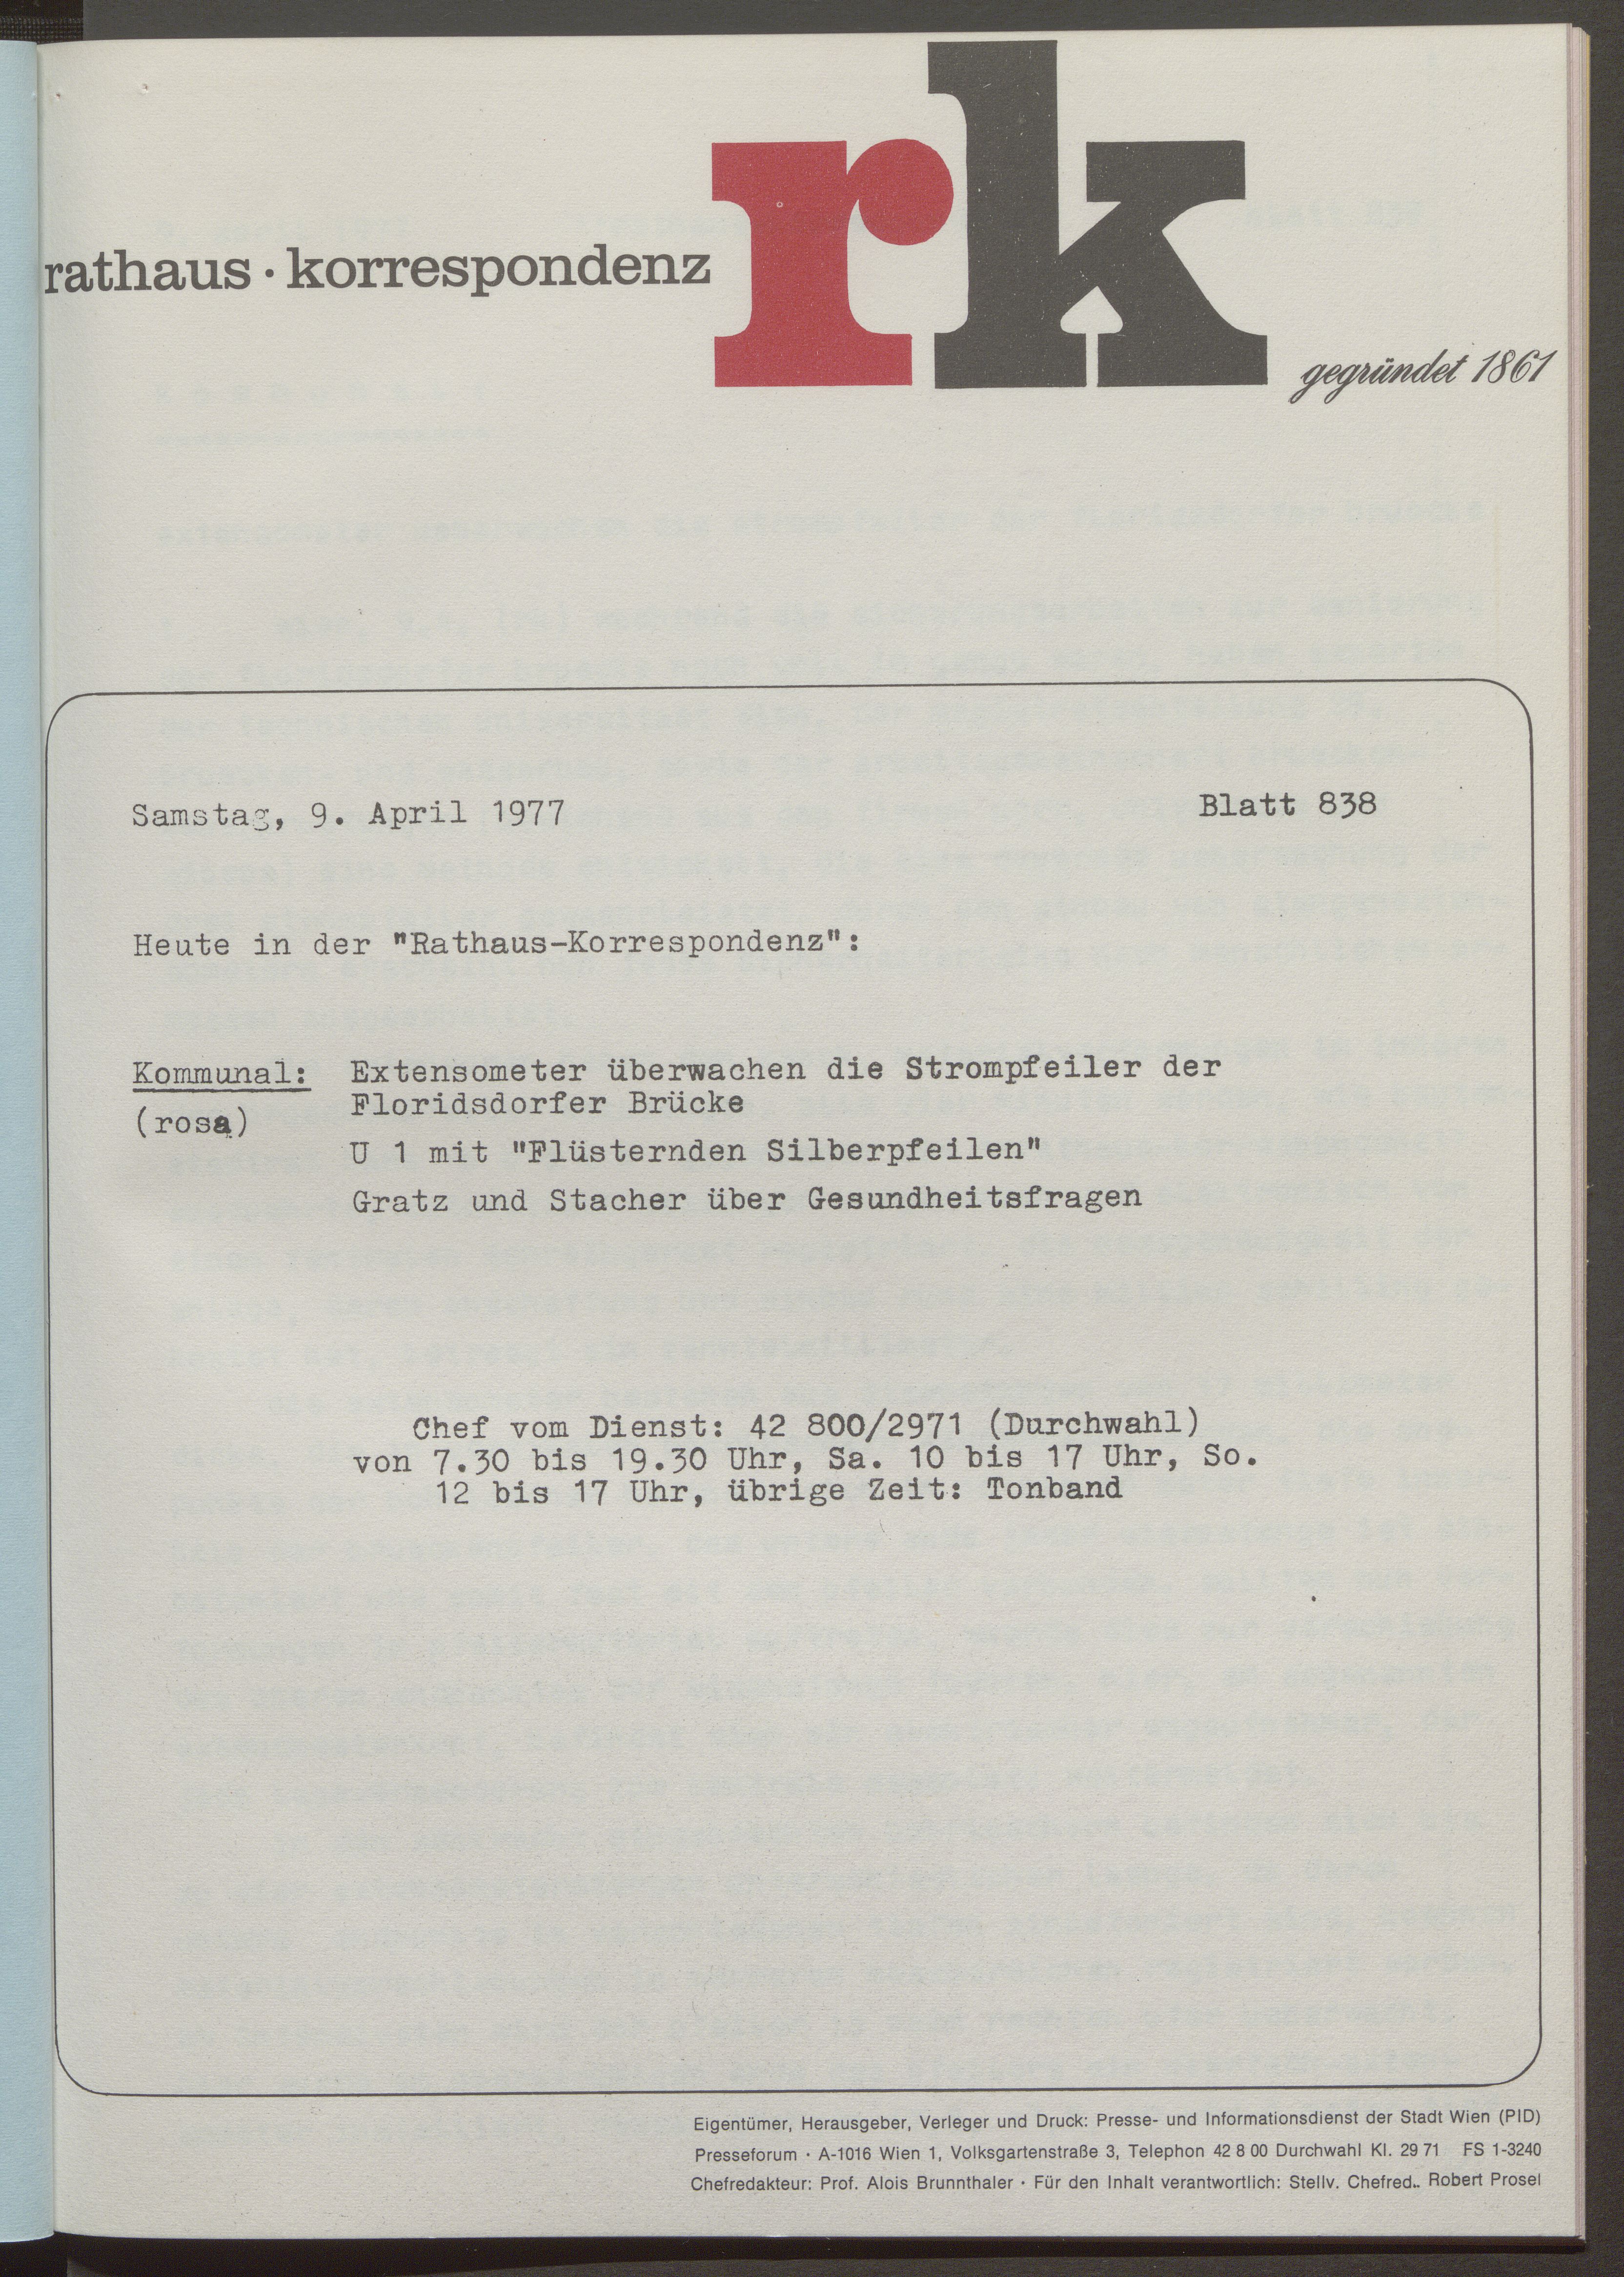 rathaus · korrespondenz
rk
gegründet 1861
Samstag, 9. April 1977 Blatt 838
Heute in der "Rathaus-Korrespondenz":
Kommunal: Extensometer überwachen die Strompfeiler der
(rosa) Floridsdorfer Brücke
U 1 mit "Flüsternden Silberpfeilen"
Gratz und Stacher über Gesundheitsfragen
Chef vom Dienst: 42 800/2971 (Durchwahl)
von 7.30 bis 19.30 Uhr, Sa. 10 bis 17 Uhr, So.
12 bis 17 Uhr, übrige Zeit: Tonband
Eigentümer, Herausgeber, Verleger und Druck: Presse- und Informationsdienst der Stadt Wien (PID)
Presseforum · A-1016 Wien 1, Volksgartenstraße 3, Telephon 42 8 00 Durchwahl Kl. 29 71 FS 1-3240
Chefredakteur: Prof. Alois Brunnthaler · Für den Inhalt verantwortlich: Stellv. Chefred.. Robert Prosel